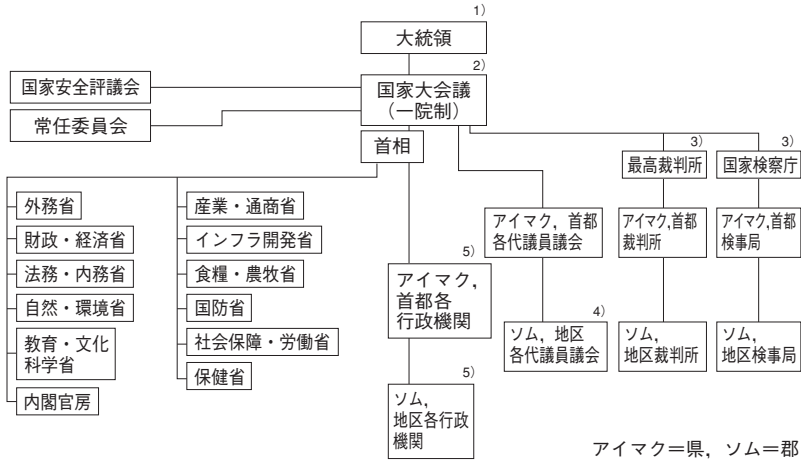 1)
大統領
2)
国家大会議
（一院制）
国家安全評議会
常任委員会
首相
3)
最高裁判所
3)
国家検察庁
外務省
財政・経済省
法務・内務省
自然・環境省
教育・文化
科学省
内閣官房
産業・通商省
インフラ開発省
食糧・農牧省
国防省
社会保障・労働省
保健省
5)
アイマク，
首都各
行政機関
5)
ソム，
地区各行政
機関
アイマク，首都
各代議員議会
4)
ソム，地区
各代議員議会
アイマク,首都
裁判所
ソム，
地区裁判所
アイマク,首都
検事局
ソム，
地区検事局
アイマク＝県，ソム＝郡